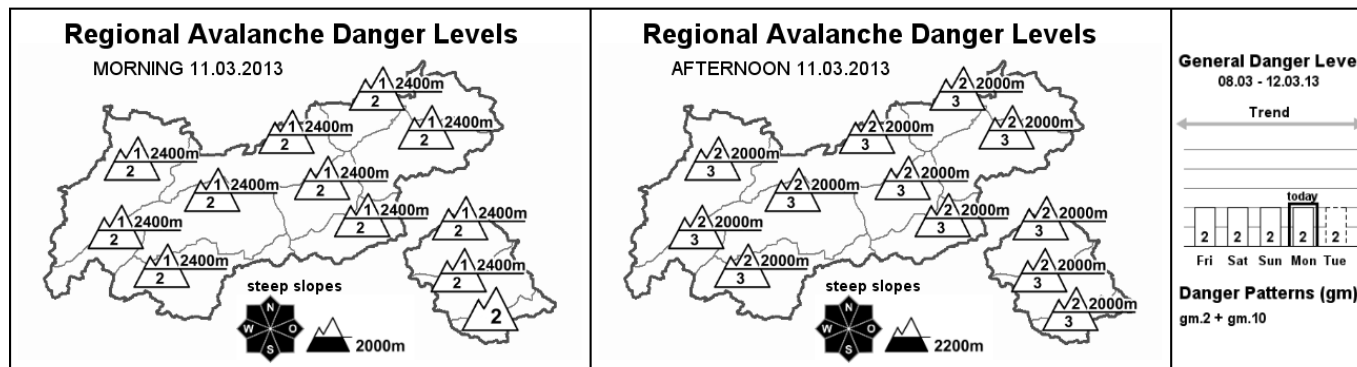 Regional Avalanche Danger Levels
MORNING 11.03.2013
1 2400m
2
1 2400m
2
1 2400m
2
1 2400m
2
1 2400m
2
1 2400m
2
1 2400m
2
1 2400m
2
1 2400m
2
1 2400m
2
1 2400m
2
2
steep slopes
N
W O
S
2000m
Regional Avalanche Danger Levels
AFTERNOON 11.03.2013
2 2000m
3
2 2000m
3
2 2000m
3
2 2000m
3
2 2000m
3
2 2000m
3
2 2000m
3
2 2000m
3
2 2000m
3
2 2000m
3
2 2000m
3
2 2000m
3
steep slopes
N
W O
S
2200m
General Danger Leve
08.03 - 12.03.13
Trend
today
2 2 2 2 2
Fri Sat Sun Mon Tue
Danger Patterns (gm)
gm.2 + gm.10